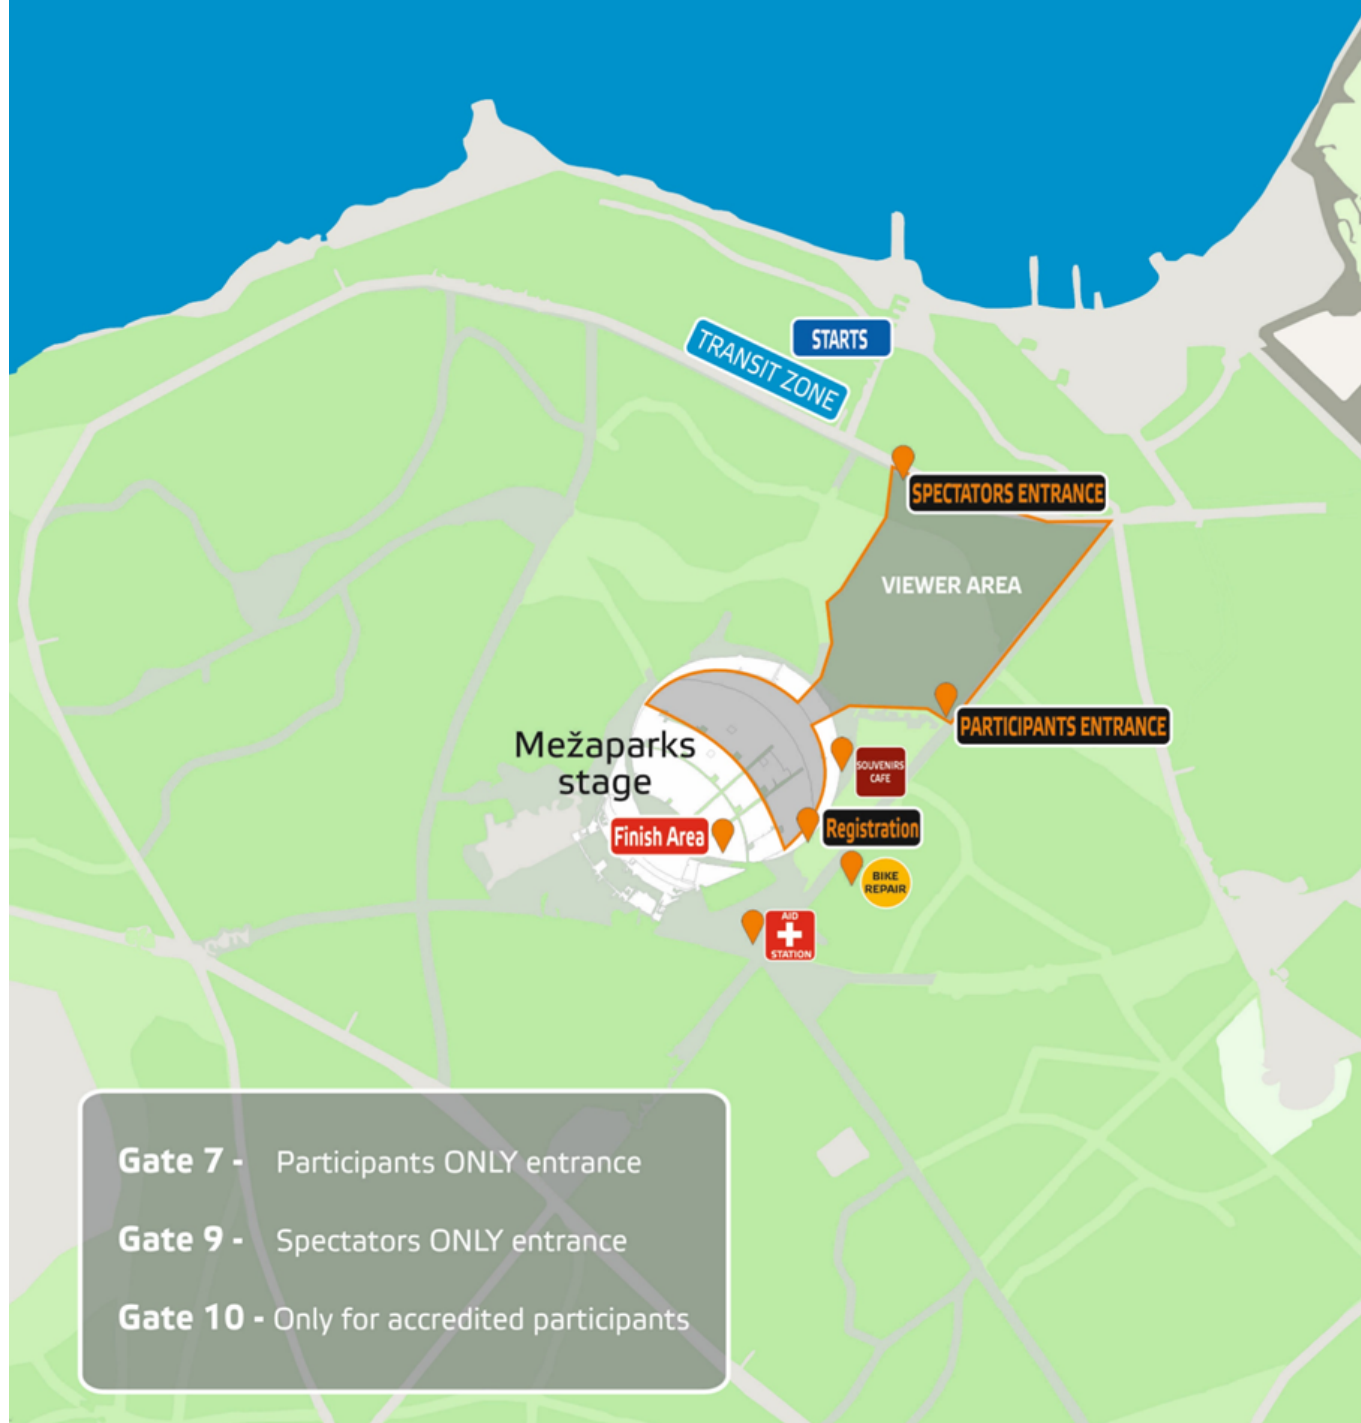 STARTS
TRANSIT ZONE
SPECTATORS ENTRANCE
VIEWER AREA
PARTICIPANTS ENTRANCE
Mežaparks
stage
SOUVENIRS
CAFE
Finish Area
Registration
BIKE
REPAIR
AID
STATION
Gate 7 - Participants ONLY entrance
Gate 9 - Spectators ONLY entrance
Gate 10 - Only for accredited participants